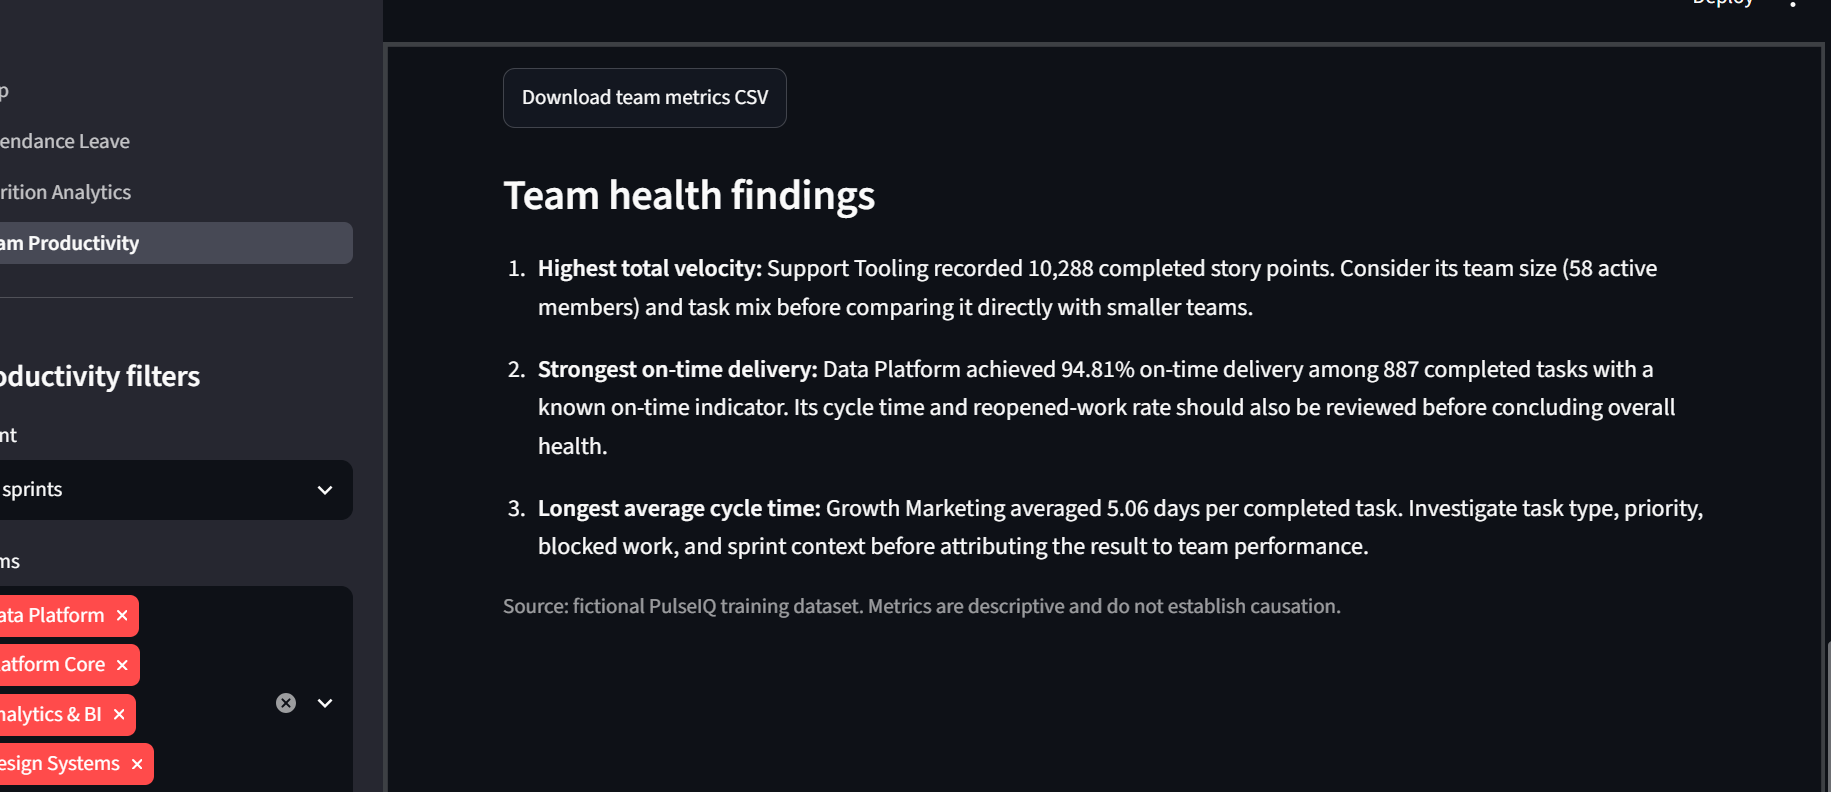 Deploy
p
endance Leave
rition Analytics
am Productivity
oductivity filters
nt
sprints
ms
ata Platform
atform Core
nalytics & BI
esign Systems
Download team metrics CSV
Team health findings
1. Highest total velocity: Support Tooling recorded 10,288 completed story points. Consider its team size (58 active
members) and task mix before comparing it directly with smaller teams.
2. Strongest on-time delivery: Data Platform achieved 94.81% on-time delivery among 887 completed tasks with a
known on-time indicator. Its cycle time and reopened-work rate should also be reviewed before concluding overall
health.
3. Longest average cycle time: Growth Marketing averaged 5.06 days per completed task. Investigate task type, priority,
blocked work, and sprint context before attributing the result to team performance.
Source: fictional PulseIQ training dataset. Metrics are descriptive and do not establish causation.